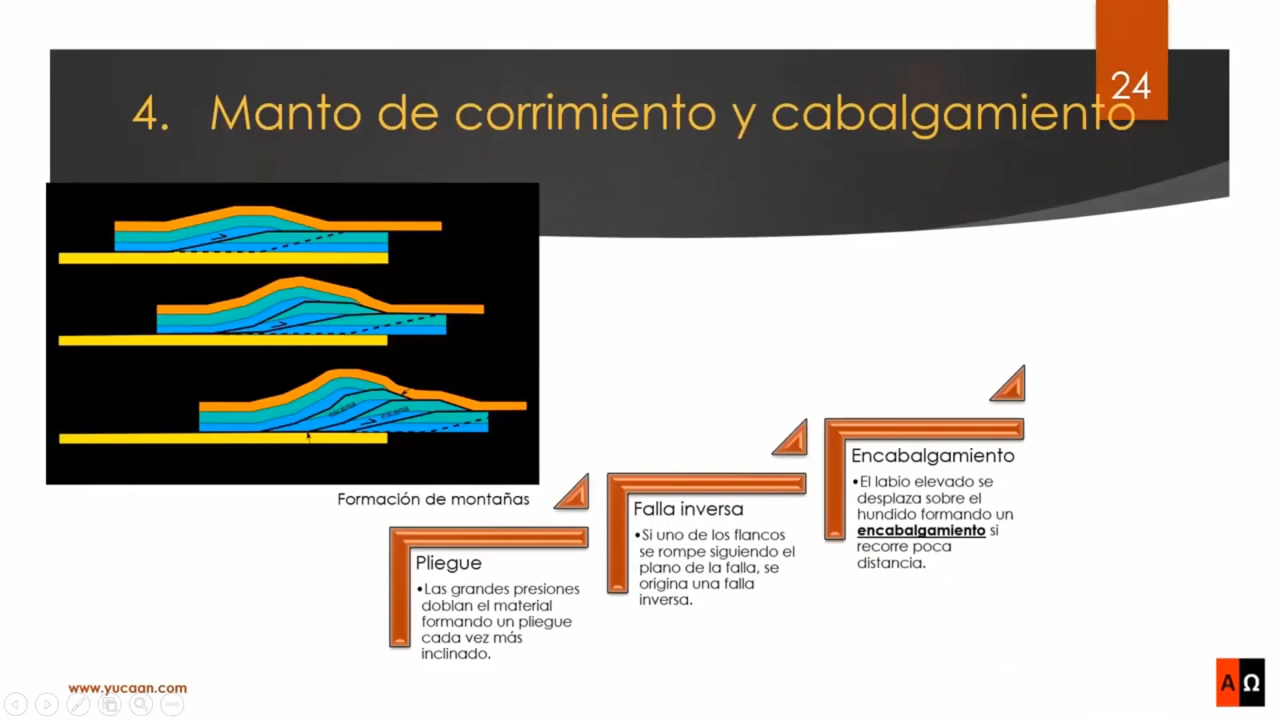 24
4. Manto de corrimiento y cabalgamiento
escama
escama
Formación de montañas
Pliegue
•Las grandes presiones
doblan el material
formando un pliegue
cada vez más
inclinado.
Falla inversa
•Si uno de los flancos
se rompe siguiendo el
plano de la falla, se
origina una falla
inversa.
Encabalgamiento
•El labio elevado se
desplaza sobre el
hundido formando un
encabalgamiento si
recorre poca
distancia.
www.yucaan.com
A Ω